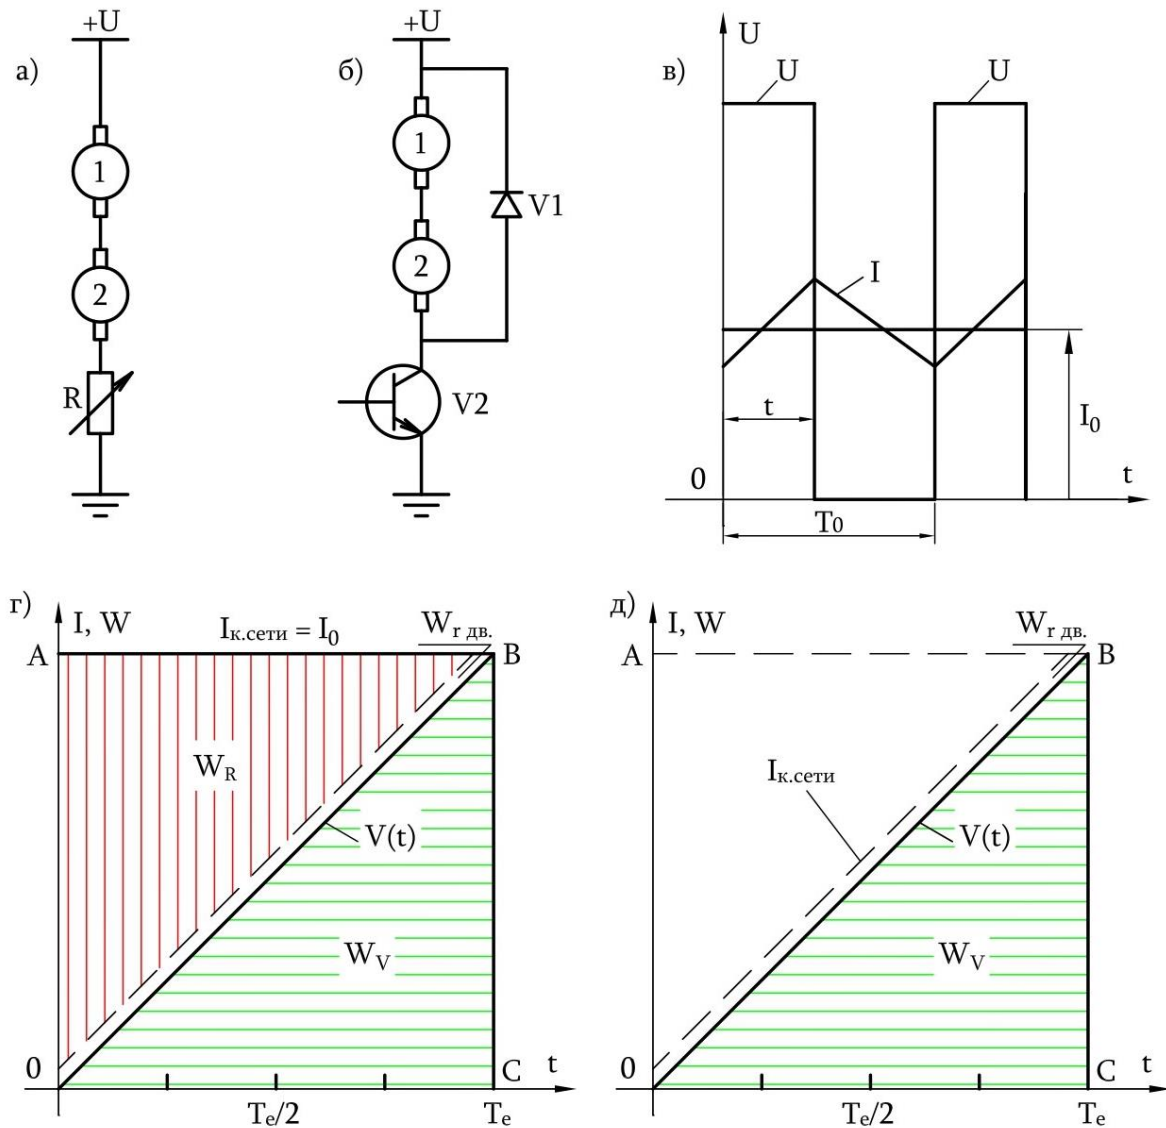 а)
+U
1
2
R
б)
+U
1
2
V1
V2
в)
U
U
U
I
t
I₀
0
t
T₀
г)
I, W
Iк.сети = I₀
Wr дв.
A
B
WR
V(t)
WV
0
C
t
Te/2
Te
д)
I, W
Wr дв.
A
B
Iк.сети
V(t)
WV
0
C
t
Te/2
Te